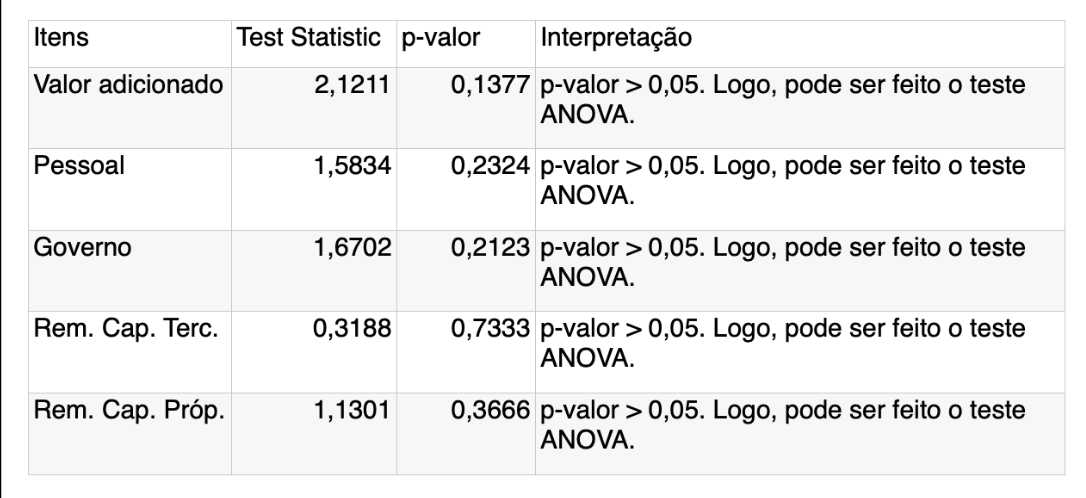 Itens Test Statistic p-valor Interpretação
Valor adicionado 2,1211 0,1377 p-valor > 0,05. Logo, pode ser feito o teste
ANOVA.
Pessoal 1,5834 0,2324 p-valor > 0,05. Logo, pode ser feito o teste
ANOVA.
Governo 1,6702 0,2123 p-valor > 0,05. Logo, pode ser feito o teste
ANOVA.
Rem. Cap. Terc. 0,3188 0,7333 p-valor > 0,05. Logo, pode ser feito o teste
ANOVA.
Rem. Cap. Próp. 1,1301 0,3666 p-valor > 0,05. Logo, pode ser feito o teste
ANOVA.